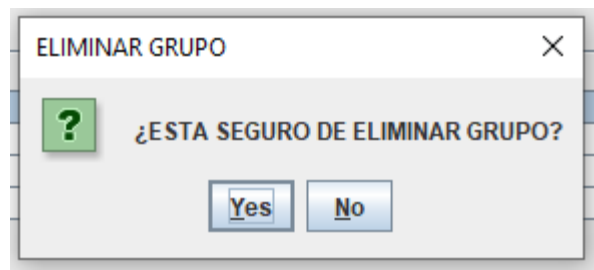 ELIMINAR GRUPO
¿ESTA SEGURO DE ELIMINAR GRUPO?
Yes No